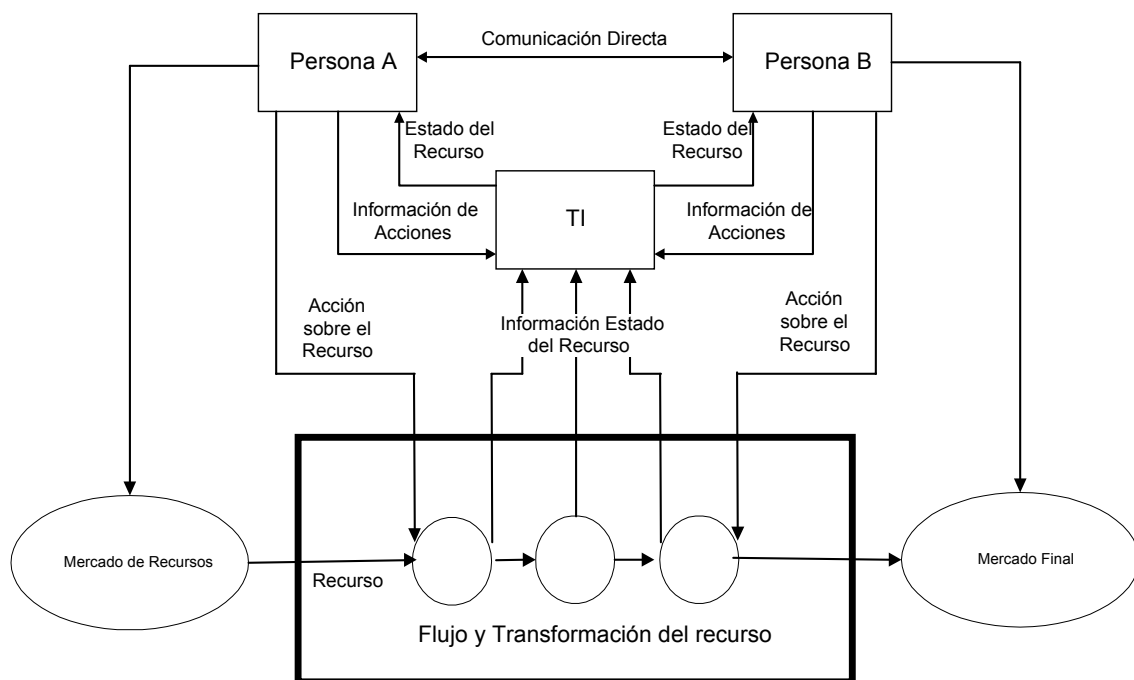 Comunicación Directa
Persona A
Persona B
Estado del
Recurso
Estado del
Recurso
TI
Información de
Acciones
Información de
Acciones
Acción
sobre el
Recurso
Información Estado
del Recurso
Acción
sobre el
Recurso
Mercado de Recursos
Recurso
Mercado Final
Flujo y Transformación del recurso